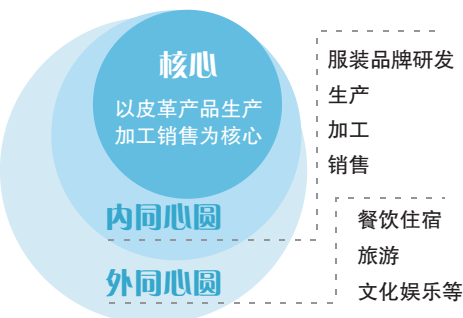 核心
以皮革产品生产
加工销售为核心
内同心圆
外同心圆
服装品牌研发
生产
加工
销售
餐饮住宿
旅游
文化娱乐等